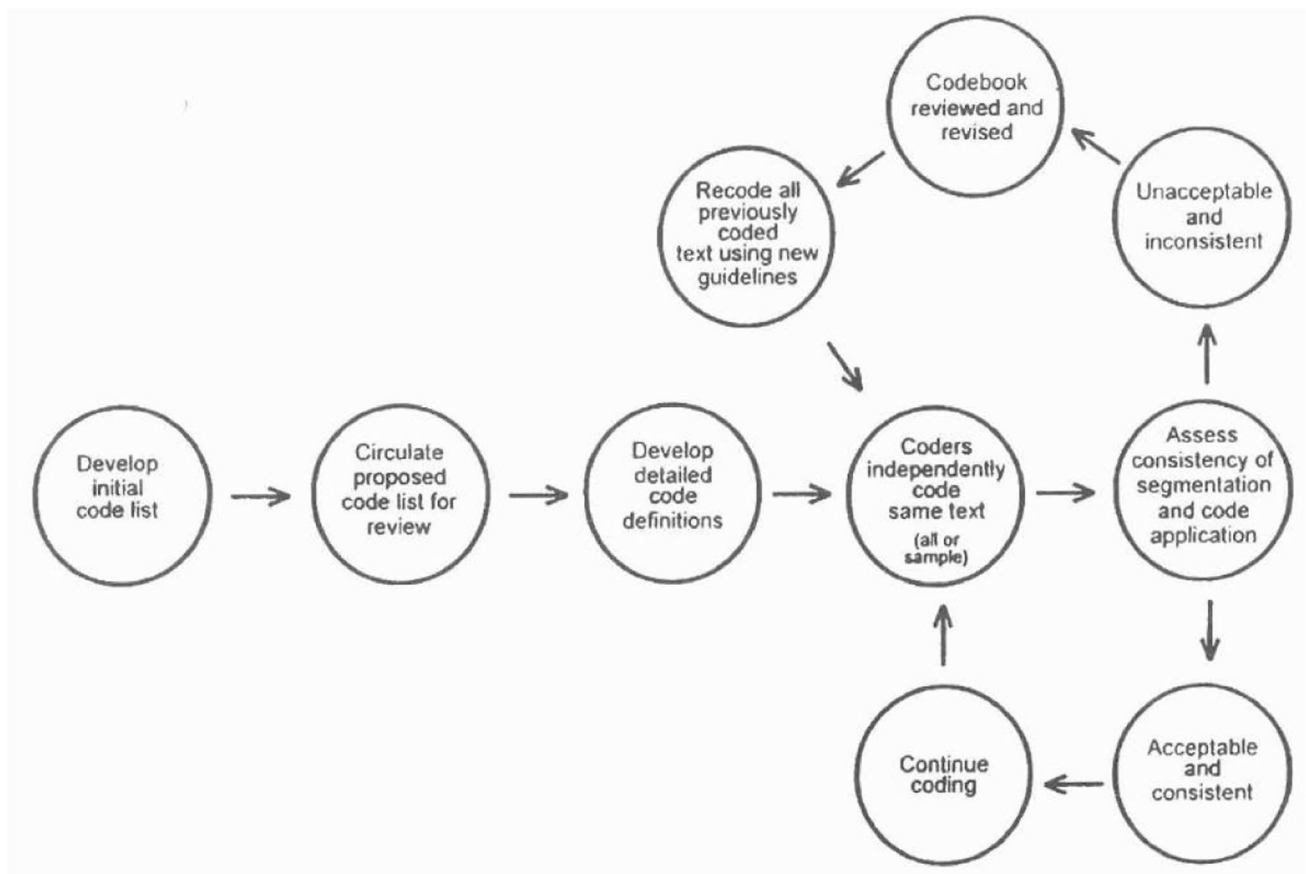 Codebook
reviewed and
revised
Recode all
previously
coded
text using new
guidelines
Unacceptable
and
inconsistent
Develop
initial
code list
Circulate
proposed
code list for
review
Develop
detailed
code
definitions
Coders
independently
code
same text
(all or
sample)
Assess
consistency of
segmentation
and code
application
Continue
coding
Acceptable
and
consistent